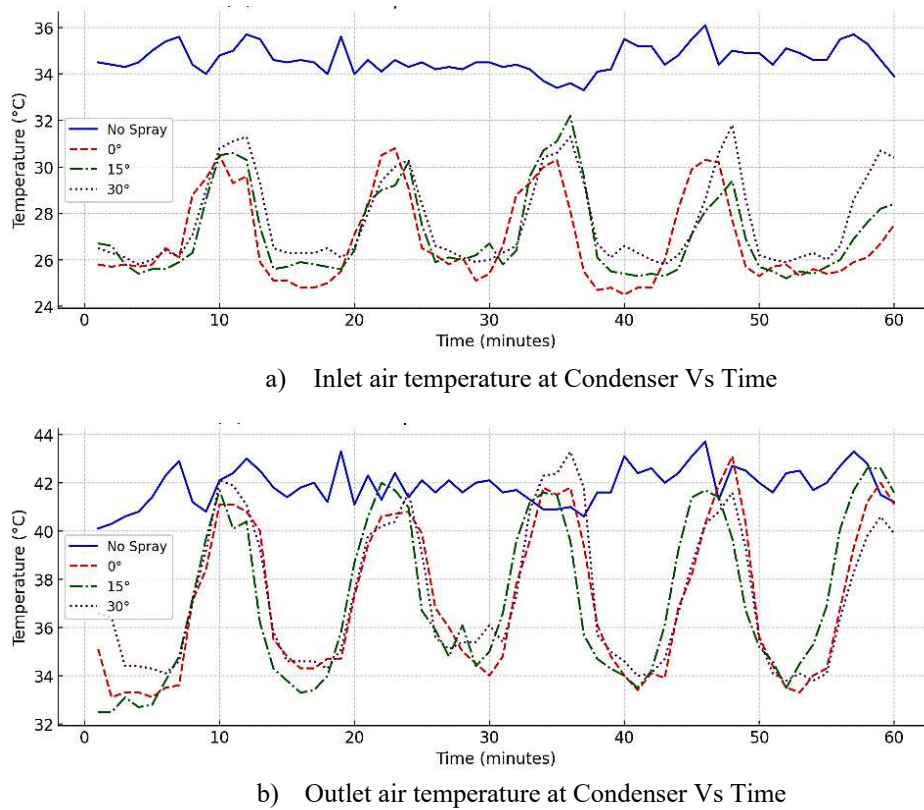 36
34
32
30
28
26
24
Temperature (°C)
No Spray
0°
15°
30°
0 10 20 30 40 50 60
Time (minutes)
a) Inlet air temperature at Condenser Vs Time
44
42
40
38
36
34
32
Temperature (°C)
No Spray
0°
15°
30°
0 10 20 30 40 50 60
Time (minutes)
b) Outlet air temperature at Condenser Vs Time